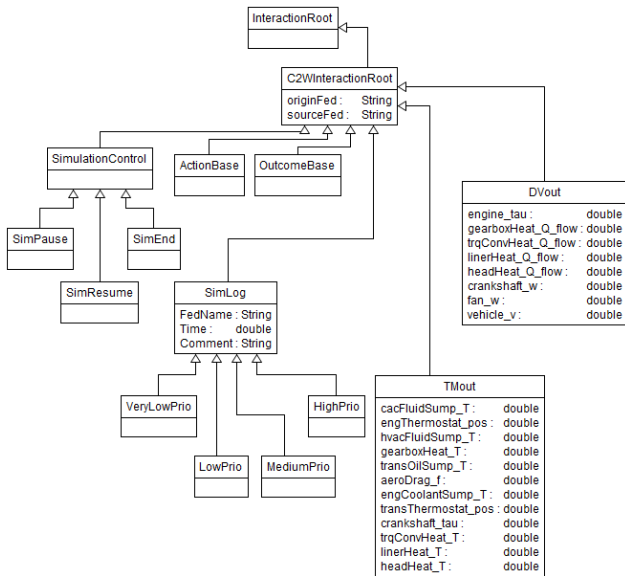 InteractionRoot
C2WInteractionRoot
originFed : String
sourceFed : String
SimulationControl
ActionBase
OutcomeBase
SimPause
SimEnd
SimResume
DVout
engine_tau : double
gearboxHeat_Q_flow : double
trqConvHeat_Q_flow : double
linerHeat_Q_flow : double
headHeat_Q_flow : double
crankshaft_w : double
fan_w : double
vehicle_v : double
SimLog
FedName : String
Time : double
Comment : String
VeryLowPrio
HighPrio
LowPrio
MediumPrio
TMout
cacFluidSump_T : double
engThermostat_pos : double
hvacFluidSump_T : double
gearboxHeat_T : double
transOilSump_T : double
aeroDrag_f : double
engCoolantSump_T : double
transThermostat_pos : double
crankshaft_tau : double
trqConvHeat_T : double
linerHeat_T : double
headHeat_T : double